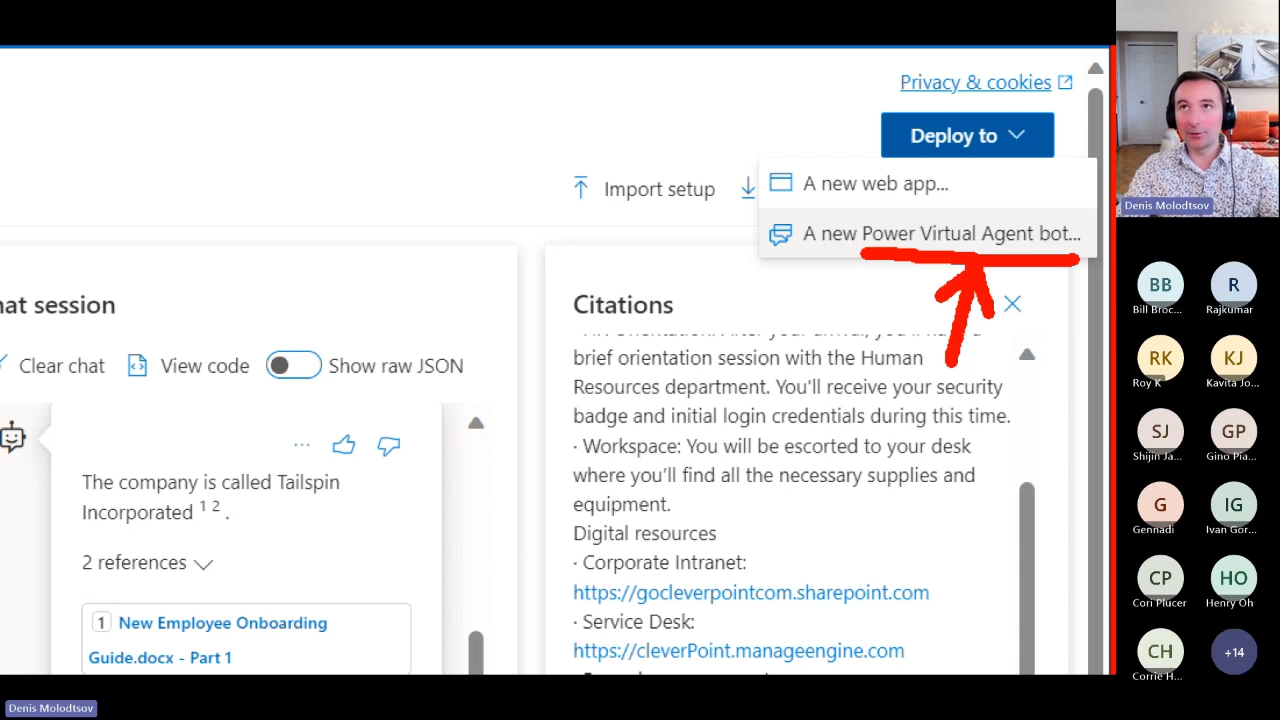 Privacy & cookies
Deploy to
Import setup
A new web app...
A new Power Virtual Agent bot...
hat session
Clear chat
View code
Show raw JSON
The company is called Tailspin
Incorporated 1 2 .
2 references
1 New Employee Onboarding
Guide.docx - Part 1
Citations
brief orientation session with the Human
Resources department. You'll receive your security
badge and initial login credentials during this time.
· Workspace: You will be escorted to your desk
where you'll find all the necessary supplies and
equipment.
Digital resources
· Corporate Intranet:
https://gocleverpointcom.sharepoint.com
· Service Desk:
https://cleverPoint.manageengine.com
Denis Molodtsov
BB
R
Bill Broc...
Rajkumar
RK
KJ
Roy K
Kavita Jo...
SJ
GP
Shijin Ja...
Gino Pia...
G
IG
Gennadi
Ivan Gor...
CP
HO
Cori Plucer
Henry Oh
CH
+14
Corrie H...
Denis Molodtsov